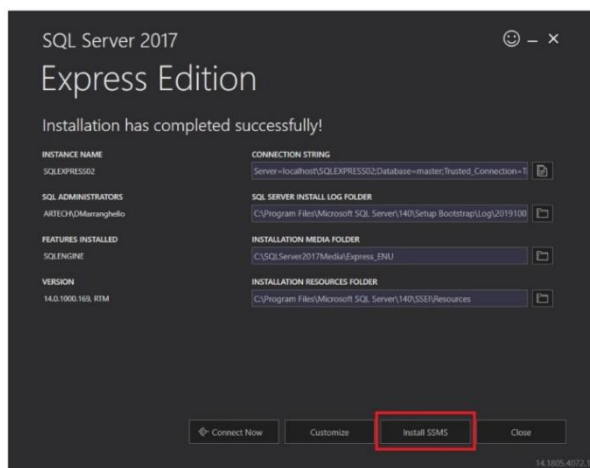 SQL Server 2017
Express Edition
Installation has completed successfully!
INSTANCE NAME
SQLEXPRESS02
CONNECTION STRING
Server=localhost\SQLEXPRESS02;Database=master;Trusted_Connection=T
SQL ADMINISTRATORS
ARTECH\DMarranghello
SQL SERVER INSTALL LOG FOLDER
C:\Program Files\Microsoft SQL Server\140\Setup Bootstrap\Log\2019100
FEATURES INSTALLED
SQLENGINE
INSTALLATION MEDIA FOLDER
C:\SQLServer2017Media\Express_ENU
VERSION
14.0.1000.169, RTM
INSTALLATION RESOURCES FOLDER
C:\Program Files\Microsoft SQL Server\140\SSEI\Resources
Connect Now
Customize
Install SSMS
Close
14.1805.4072.1